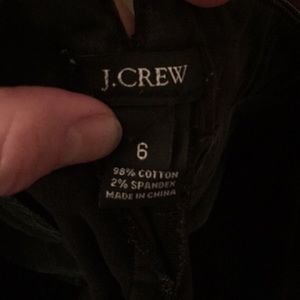 J.CREW
6
98% COTTON
2% SPANDEX
MADE IN CHINA